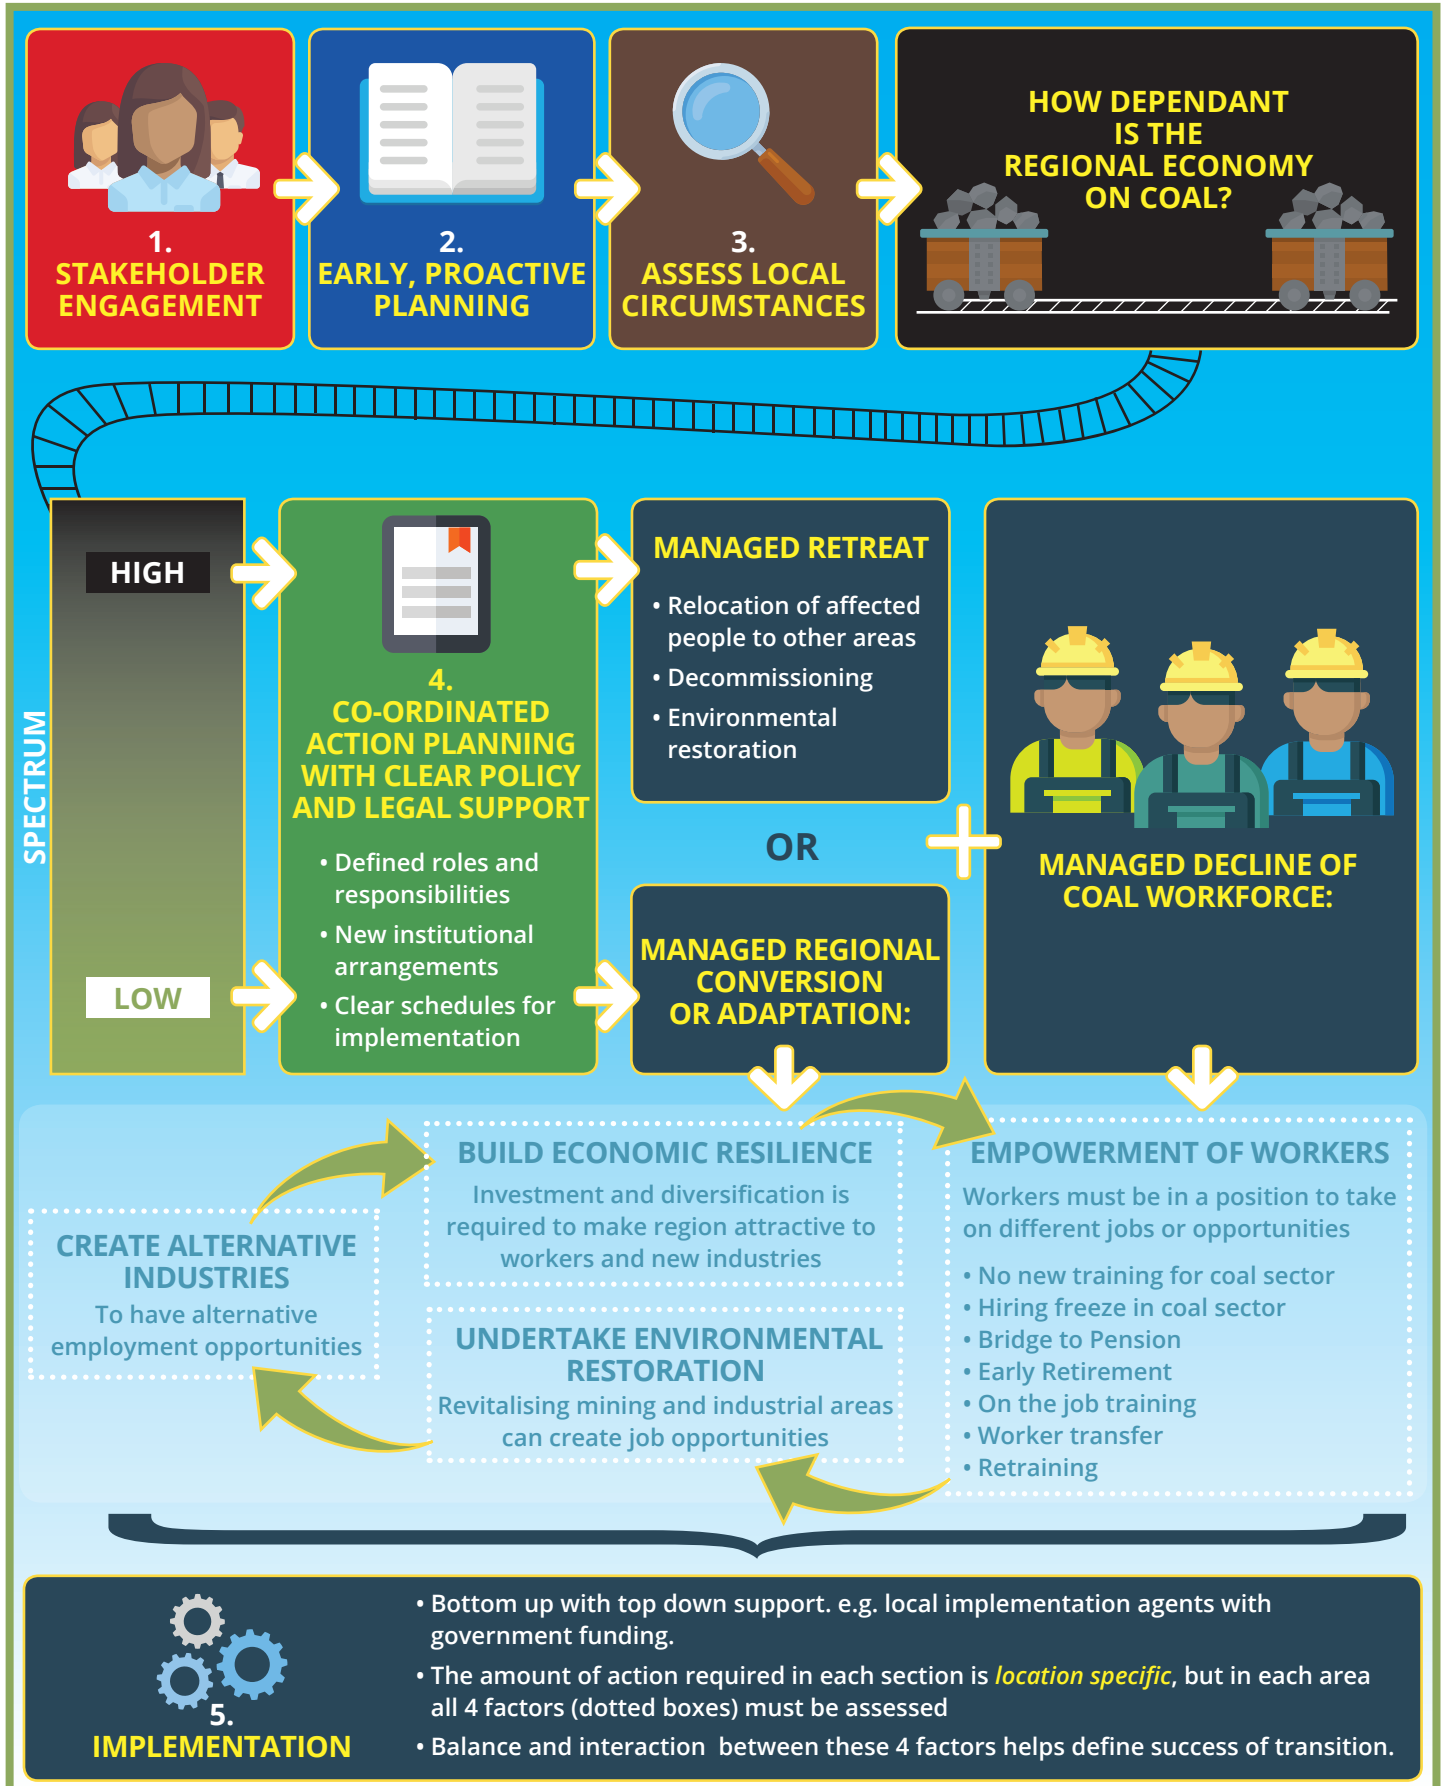 1.
STAKEHOLDER
ENGAGEMENT
2.
EARLY, PROACTIVE
PLANNING
3.
ASSESS LOCAL
CIRCUMSTANCES
HOW DEPENDANT
IS THE
REGIONAL ECONOMY
ON COAL?
SPECTRUM
HIGH
LOW
4.
CO-ORDINATED
ACTION PLANNING
WITH CLEAR POLICY
AND LEGAL SUPPORT
• Defined roles and
responsibilities
• New institutional
arrangements
• Clear schedules for
implementation
MANAGED RETREAT
• Relocation of affected
people to other areas
• Decommissioning
• Environmental
restoration
OR
MANAGED REGIONAL
CONVERSION
OR ADAPTATION:
MANAGED DECLINE OF
COAL WORKFORCE:
CREATE ALTERNATIVE
INDUSTRIES
To have alternative
employment opportunities
BUILD ECONOMIC RESILIENCE
Investment and diversification is
required to make region attractive to
workers and new industries
UNDERTAKE ENVIRONMENTAL
RESTORATION
Revitalising mining and industrial areas
can create job opportunities
EMPOWERMENT OF WORKERS
Workers must be in a position to take
on different jobs or opportunities
• No new training for coal sector
• Hiring freeze in coal sector
• Bridge to Pension
• Early Retirement
• On the job training
• Worker transfer
• Retraining
5.
IMPLEMENTATION
• Bottom up with top down support. e.g. local implementation agents with
government funding.
• The amount of action required in each section is location specific, but in each area
all 4 factors (dotted boxes) must be assessed
• Balance and interaction between these 4 factors helps define success of transition.